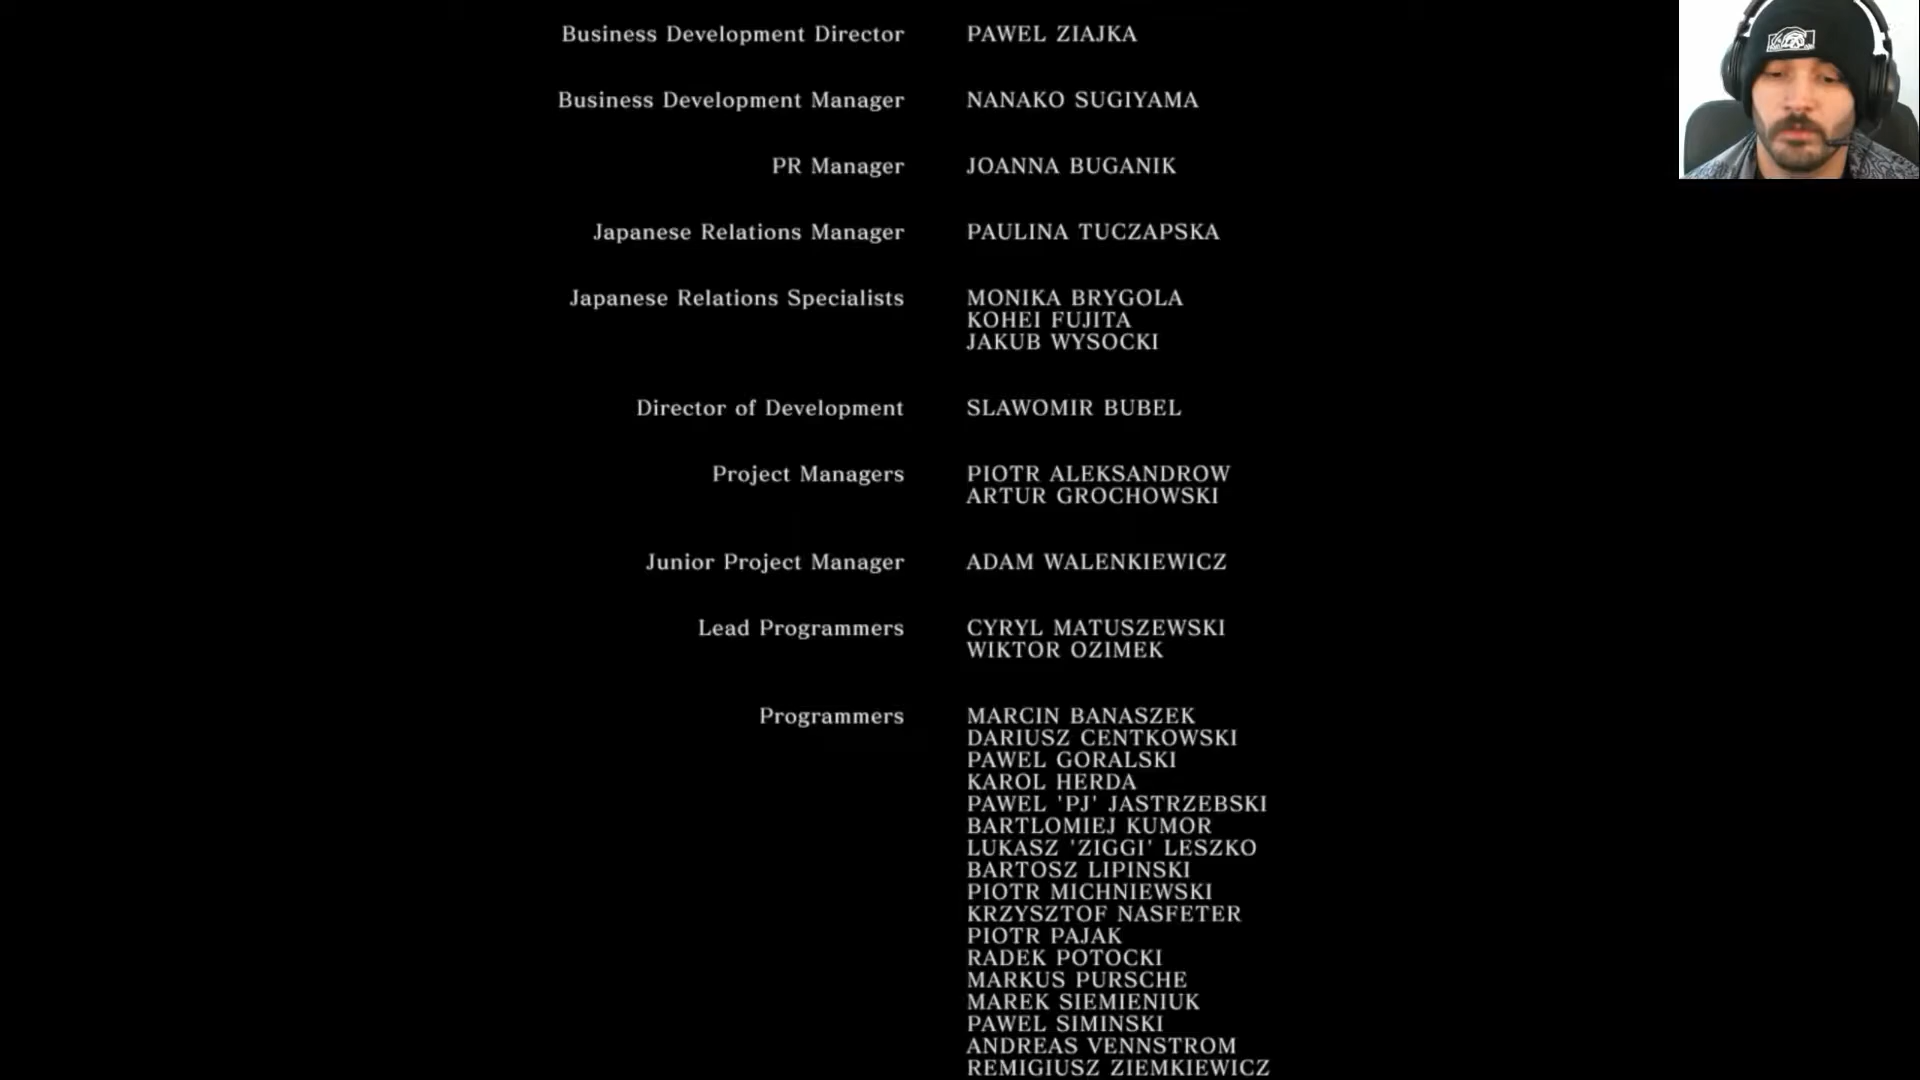 Business Development Director PAWEL ZIAJKA
Business Development Manager NANAKO SUGIYAMA
PR Manager JOANNA BUGANIK
Japanese Relations Manager PAULINA TUCZAPSKA
Japanese Relations Specialists MONIKA BRYGOLA
KOHEI FUJITA
JAKUB WYSOCKI
Director of Development SLAWOMIR BUBEL
Project Managers PIOTR ALEKSANDROW
ARTUR GROCHOWSKI
Junior Project Manager ADAM WALENKIEWICZ
Lead Programmers CYRYL MATUSZEWSKI
WIKTOR OZIMEK
Programmers MARCIN BANASZEK
DARIUSZ CENTKOWSKI
PAWEL GORALSKI
KAROL HERDA
PAWEL 'PJ' JASTRZEBSKI
BARTLOMIEJ KUMOR
LUKASZ 'ZIGGI' LESZKO
BARTOSZ LIPINSKI
PIOTR MICHNIEWSKI
KRZYSZTOF NASFETER
PIOTR PAJAK
RADEK POTOCKI
MARKUS PURSCHE
MAREK SIEMIENIUK
PAWEL SIMINSKI
ANDREAS VENNSTROM
REMIGIUSZ ZIEMKIEWICZ